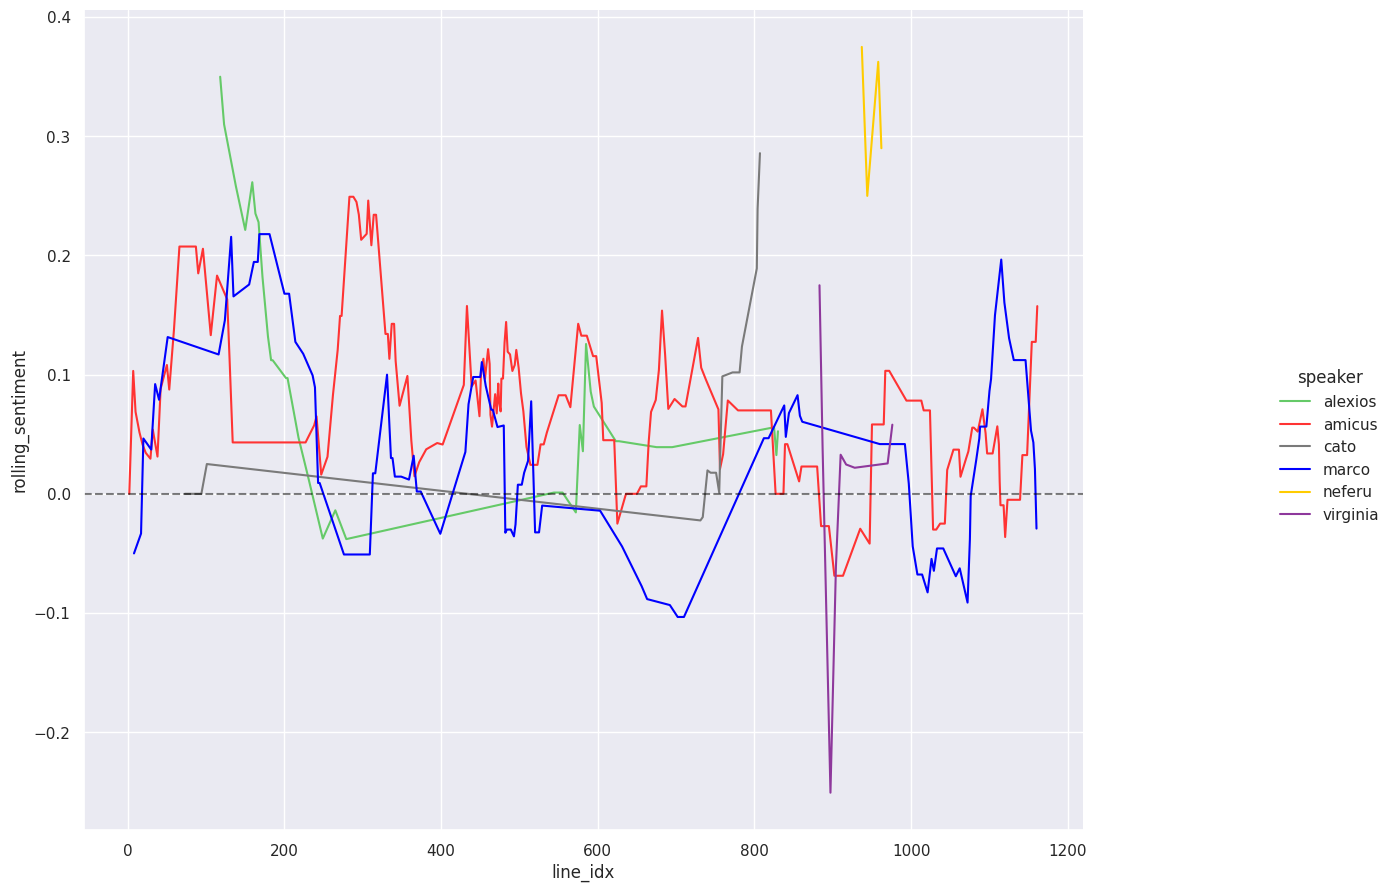 0.4
0.3
0.2
0.1
0.0
−0.1
−0.2
rolling_sentiment
0
200
400
600
800
1000
1200
line_idx
speaker
alexios
amicus
cato
marco
neferu
virginia